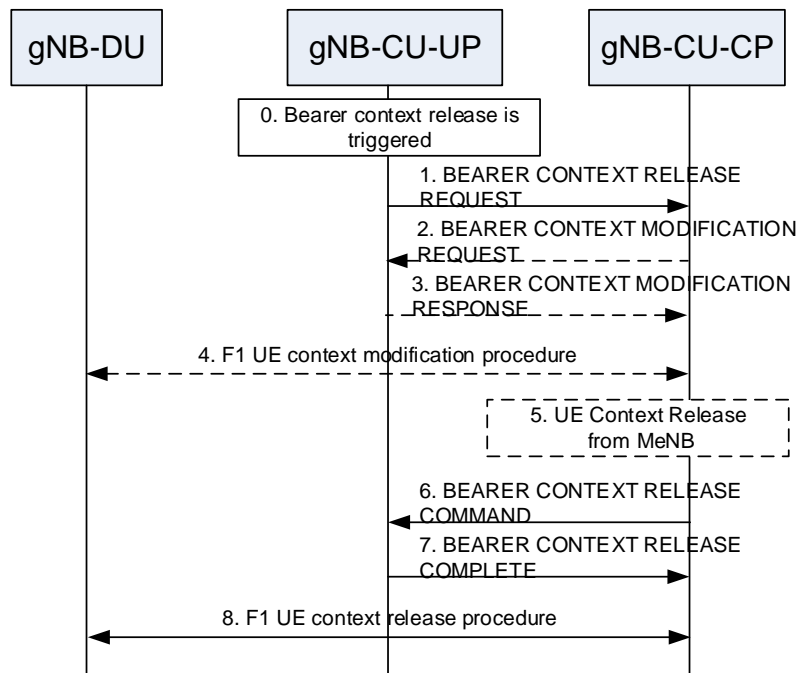 gNB-DU
gNB-CU-UP
gNB-CU-CP
0. Bearer context release is
triggered
1. BEARER CONTEXT RELEASE
REQUEST
2. BEARER CONTEXT MODIFICATION
REQUEST
3. BEARER CONTEXT MODIFICATION
RESPONSE
4. F1 UE context modification procedure
5. UE Context Release
from MeNB
6. BEARER CONTEXT RELEASE
COMMAND
7. BEARER CONTEXT RELEASE
COMPLETE
8. F1 UE context release procedure